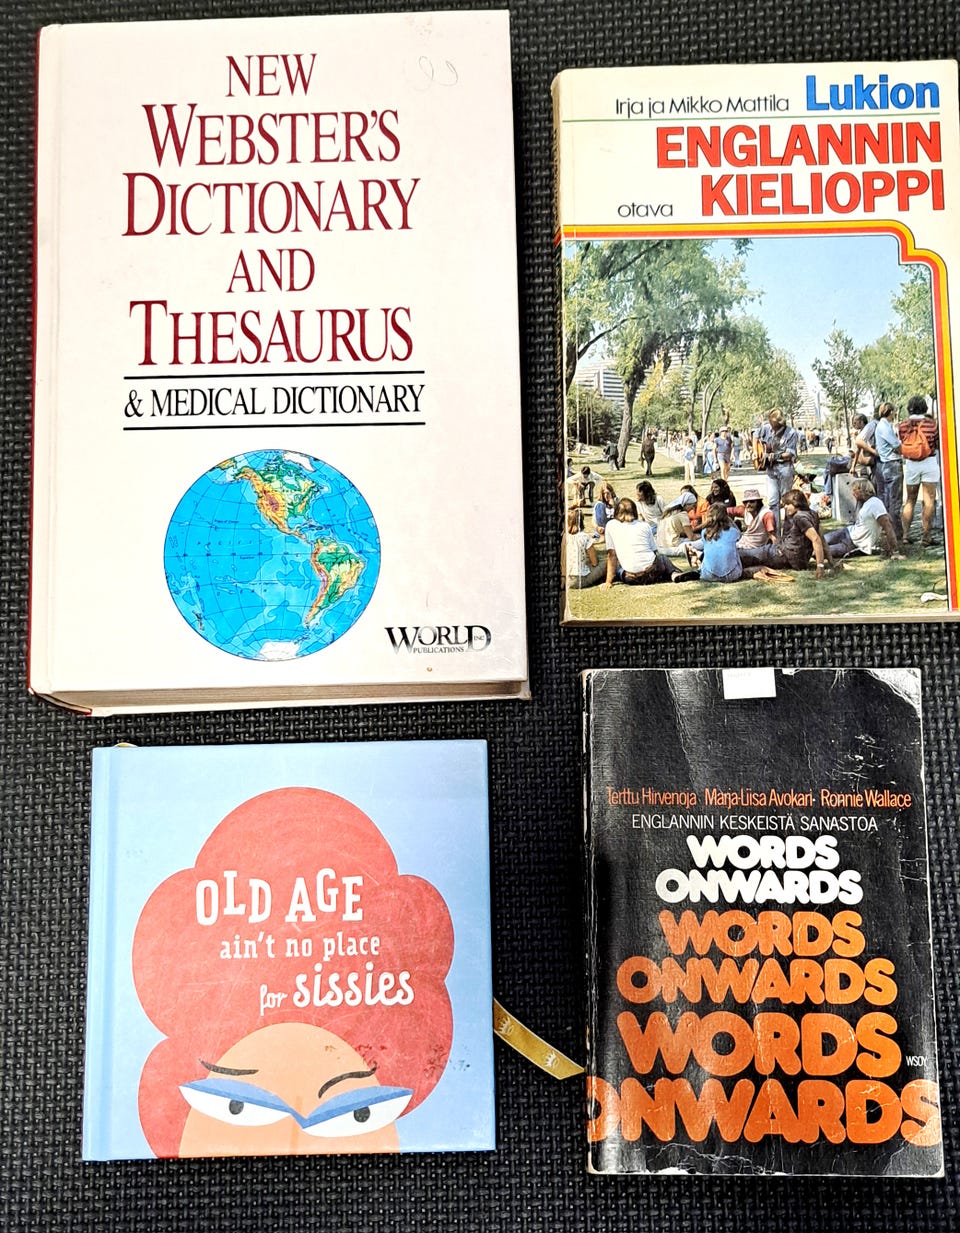 NEW
WEBSTER'S
DICTIONARY
AND
THESAURUS
& MEDICAL DICTIONARY
WORLD INC
PUBLICATIONS
Irja ja Mikko Mattila Lukion
ENGLANNIN
otava KIELIOPPI
OLD AGE
ain't no place
for sissies
Terttu Hirvenoja Marja-Liisa Avokari Ronnie Wallace
ENGLANNIN KESKEISTÄ SANASTOA
WORDS
ONWARDS
WORDS
ONWARDS
WORDS
WSOY
ONWARDS